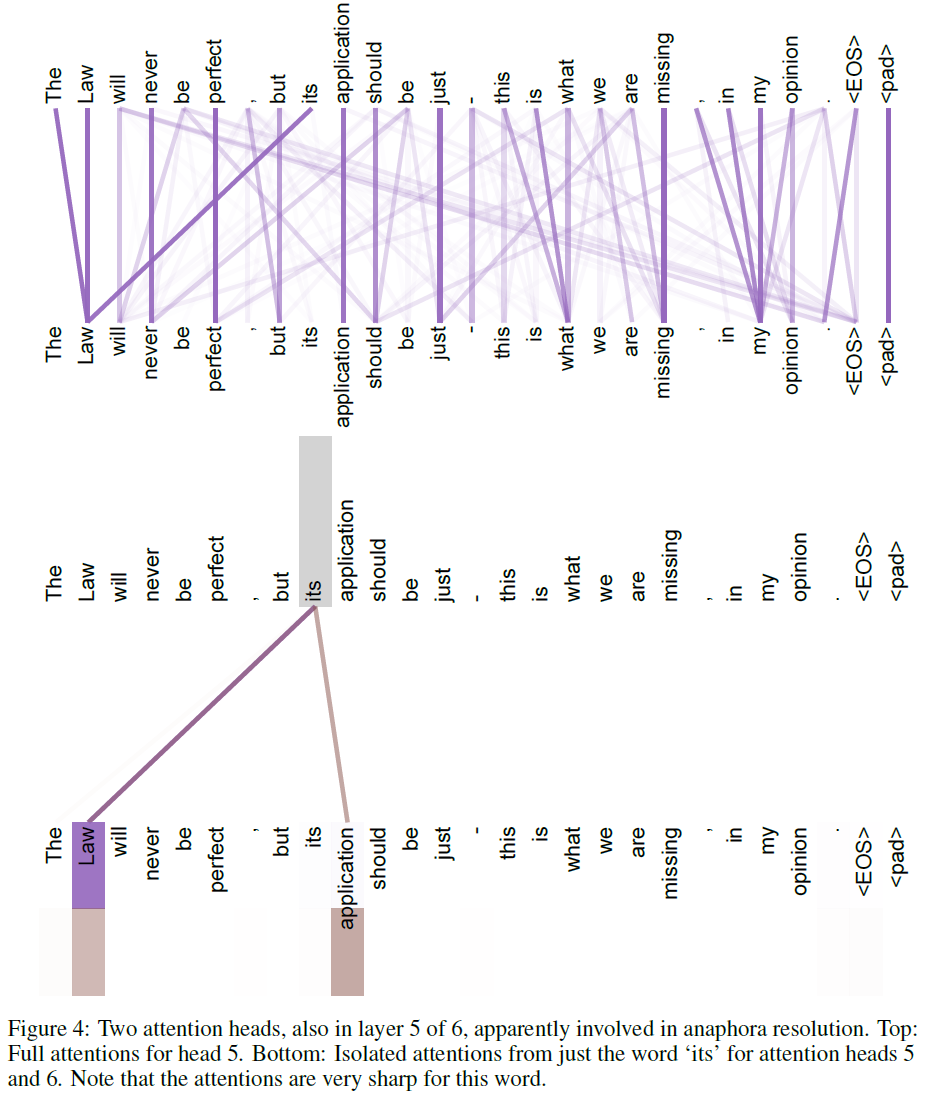 The Law will never be perfect , but its application should be just - this is what we are missing , in my opinion . <EOS> <pad>
The Law will never be perfect , but its application should be just - this is what we are missing , in my opinion . <EOS> <pad>
The Law will never be perfect , but its application should be just - this is what we are missing , in my opinion . <EOS> <pad>
The Law will never be perfect , but its application should be just - this is what we are missing , in my opinion . <EOS> <pad>
Figure 4: Two attention heads, also in layer 5 of 6, apparently involved in anaphora resolution. Top:
Full attentions for head 5. Bottom: Isolated attentions from just the word ‘its’ for attention heads 5
and 6. Note that the attentions are very sharp for this word.